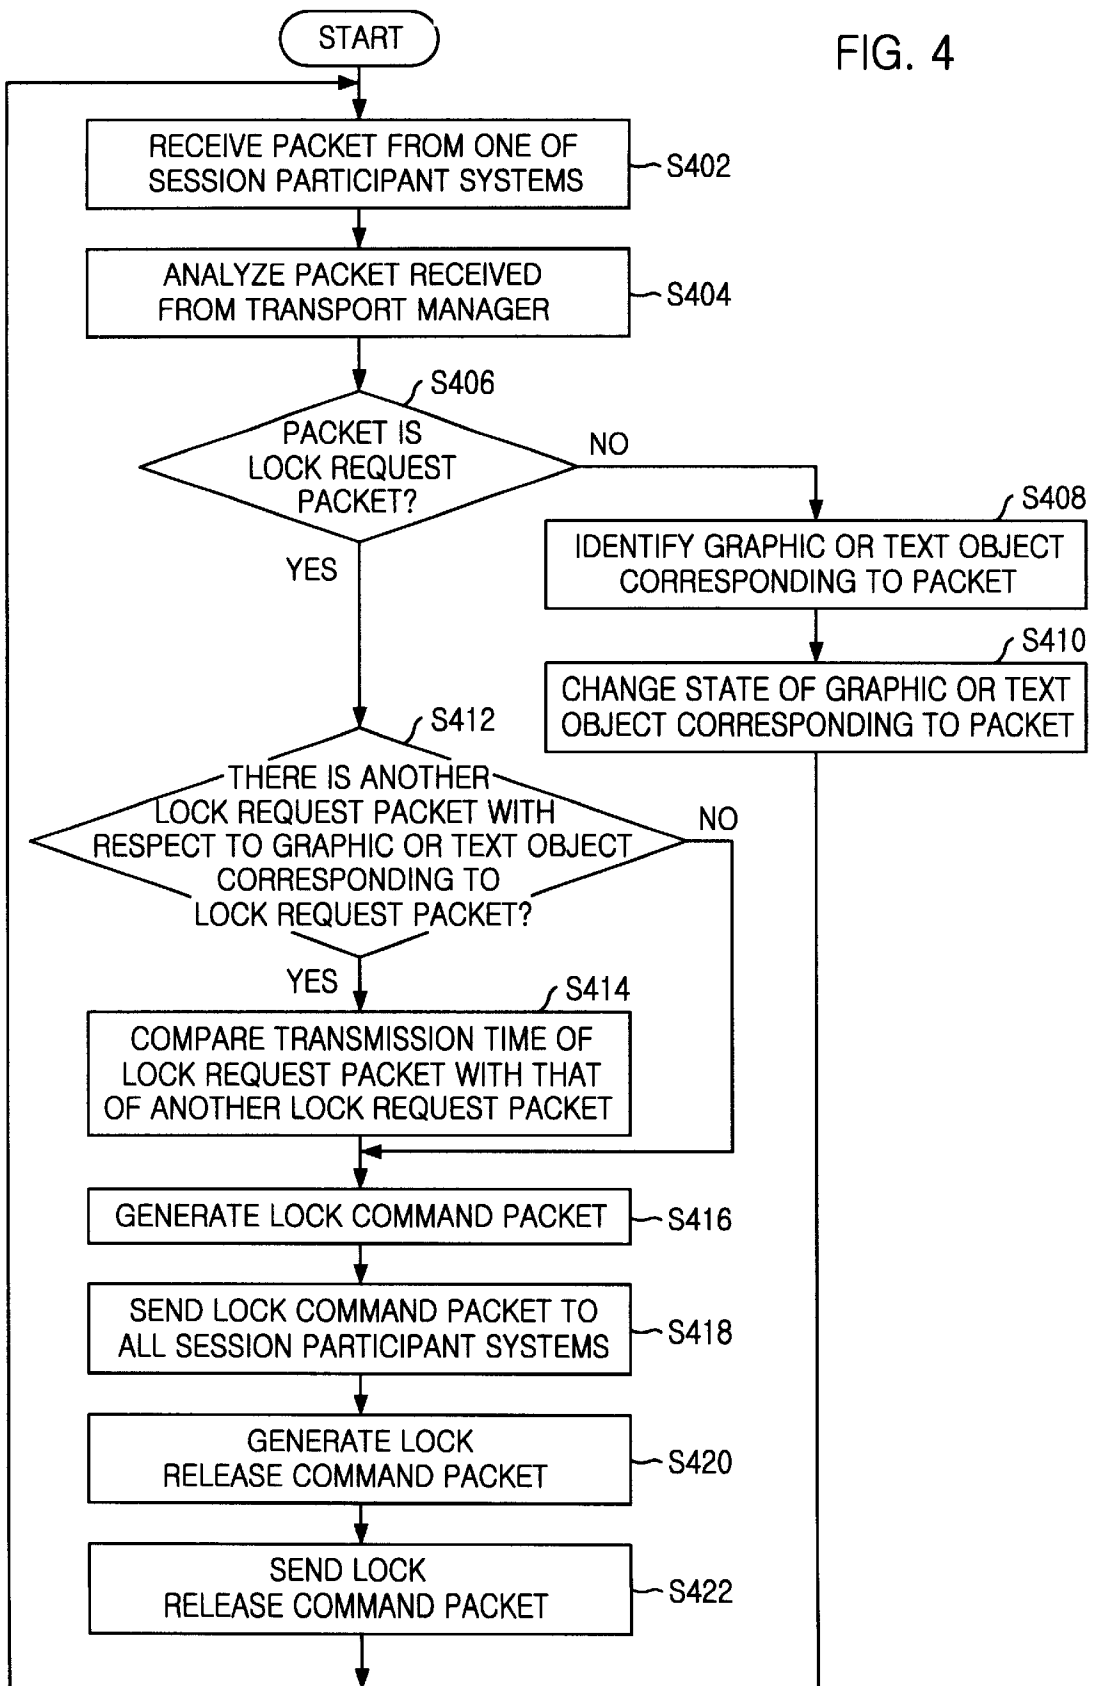 START
FIG. 4
RECEIVE PACKET FROM ONE OF
SESSION PARTICIPANT SYSTEMS
S402
ANALYZE PACKET RECEIVED
FROM TRANSPORT MANAGER
S404
S406
PACKET IS
LOCK REQUEST
PACKET?
NO
YES
S408
IDENTIFY GRAPHIC OR TEXT OBJECT
CORRESPONDING TO PACKET
S410
CHANGE STATE OF GRAPHIC OR TEXT
OBJECT CORRESPONDING TO PACKET
S412
THERE IS ANOTHER
LOCK REQUEST PACKET WITH
RESPECT TO GRAPHIC OR TEXT OBJECT
CORRESPONDING TO
LOCK REQUEST PACKET?
NO
YES
S414
COMPARE TRANSMISSION TIME OF
LOCK REQUEST PACKET WITH THAT
OF ANOTHER LOCK REQUEST PACKET
GENERATE LOCK COMMAND PACKET
S416
SEND LOCK COMMAND PACKET TO
ALL SESSION PARTICIPANT SYSTEMS
S418
GENERATE LOCK
RELEASE COMMAND PACKET
S420
SEND LOCK
RELEASE COMMAND PACKET
S422